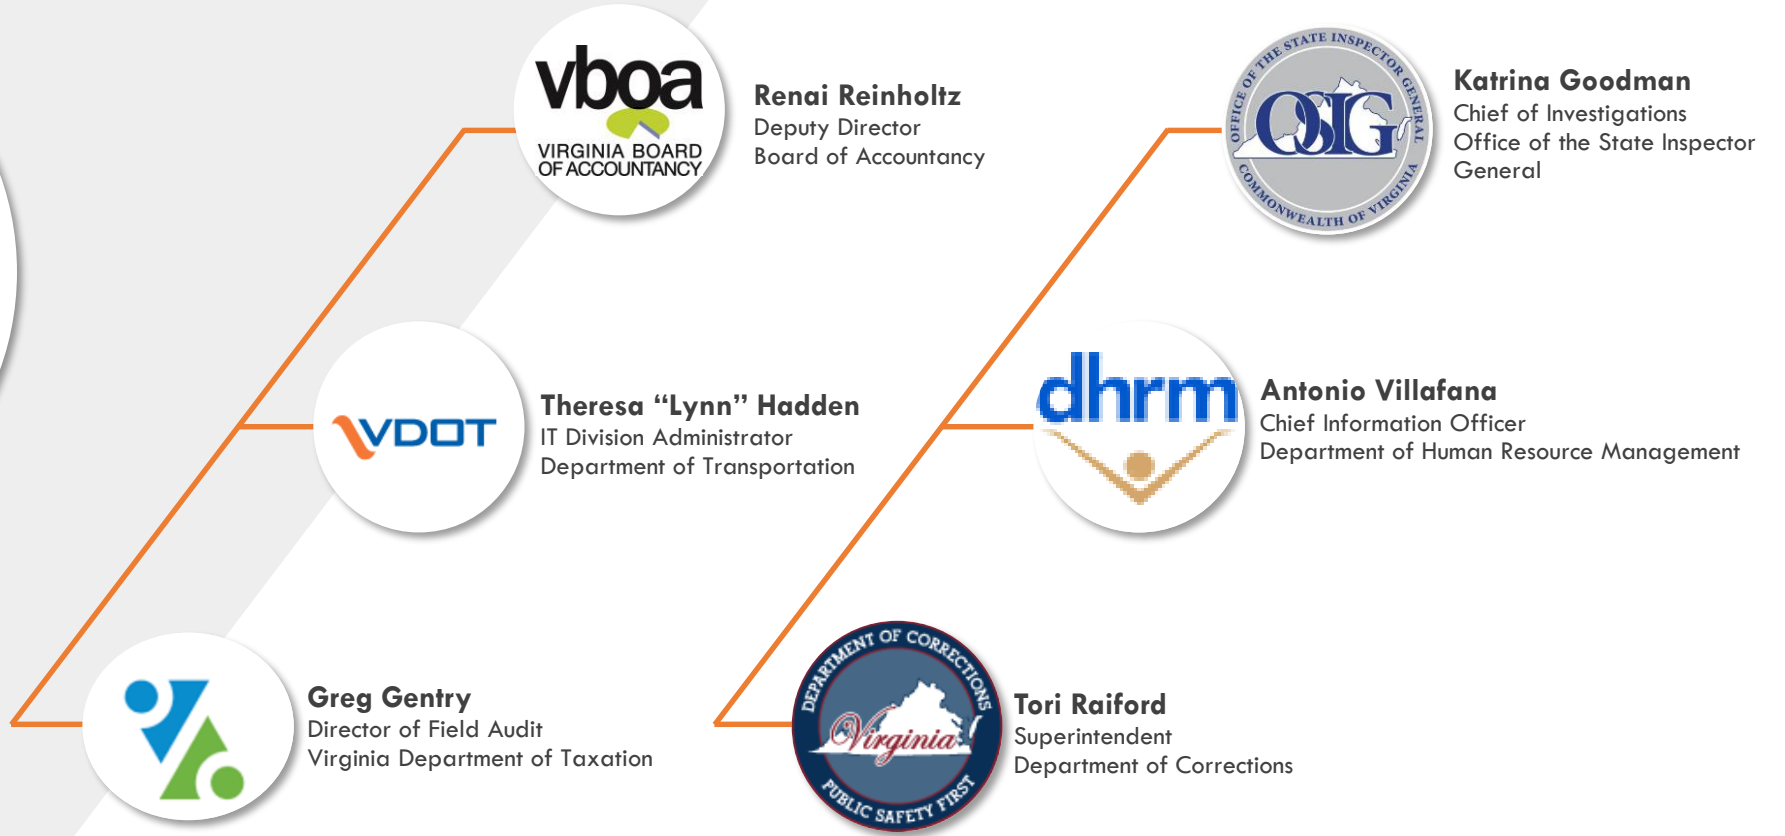 vboa
VIRGINIA BOARD
OF ACCOUNTANCY
Renai Reinholtz
Deputy Director
Board of Accountancy
OFFICE OF THE STATE INSPECTOR GENERAL
OSIG
COMMONWEALTH OF VIRGINIA
Katrina Goodman
Chief of Investigations
Office of the State Inspector
General
VDOT
Theresa “Lynn” Hadden
IT Division Administrator
Department of Transportation
dhrm
Antonio Villafana
Chief Information Officer
Department of Human Resource Management
Greg Gentry
Director of Field Audit
Virginia Department of Taxation
DEPARTMENT OF CORRECTIONS
Virginia
PUBLIC SAFETY FIRST
Tori Raiford
Superintendent
Department of Corrections